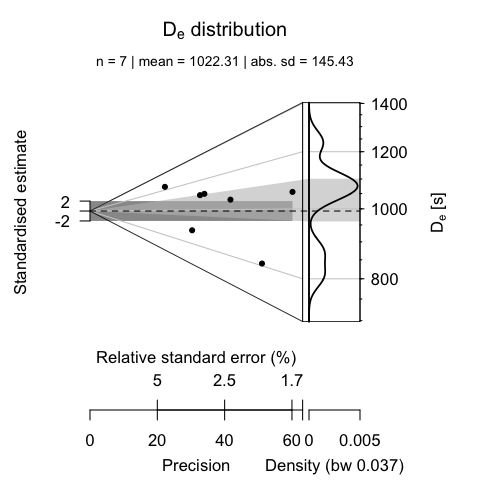 De distribution
n = 7 | mean = 1022.31 | abs. sd = 145.43
Standardised estimate
2
-2
1400
1200
1000
800
De [s]
Relative standard error (%)
5 2.5 1.7
0 20 40 60 0 0.005
Precision Density (bw 0.037)